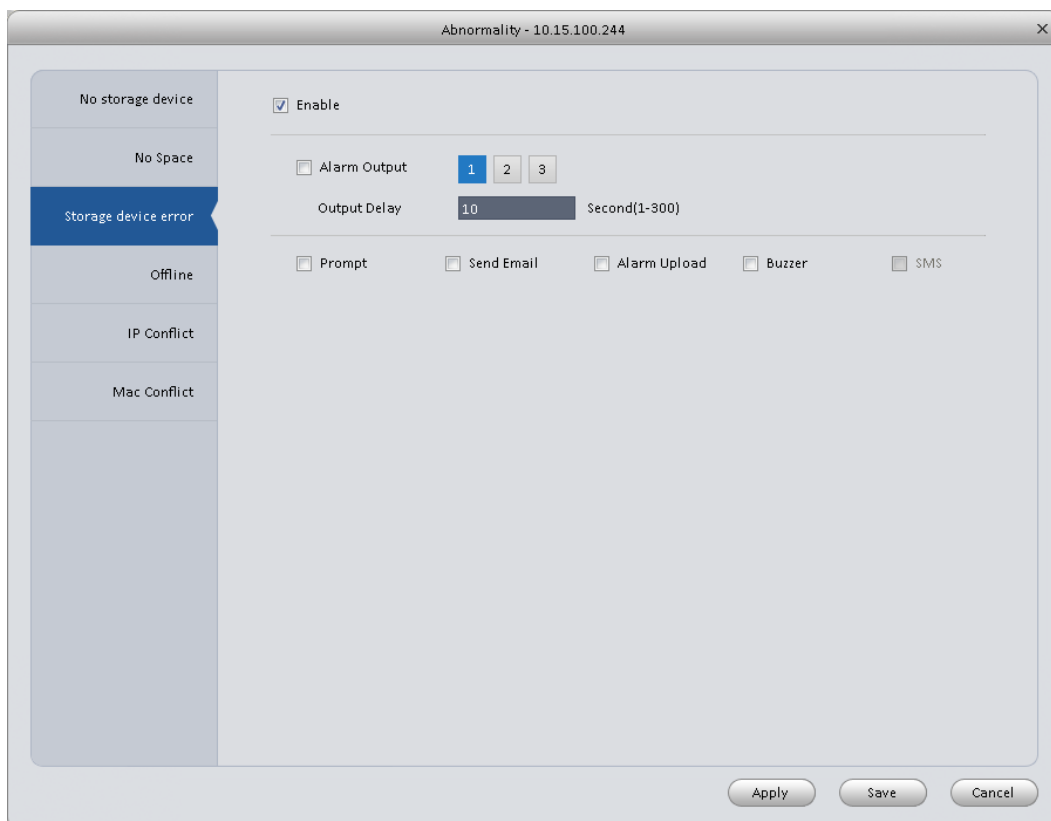 Abnormality - 10.15.100.244
No storage device
No Space
Storage device error
Offline
IP Conflict
Mac Conflict
Enable
Alarm Output 1 2 3
Output Delay 10 Second(1-300)
Prompt Send Email Alarm Upload Buzzer SMS
Apply Save Cancel